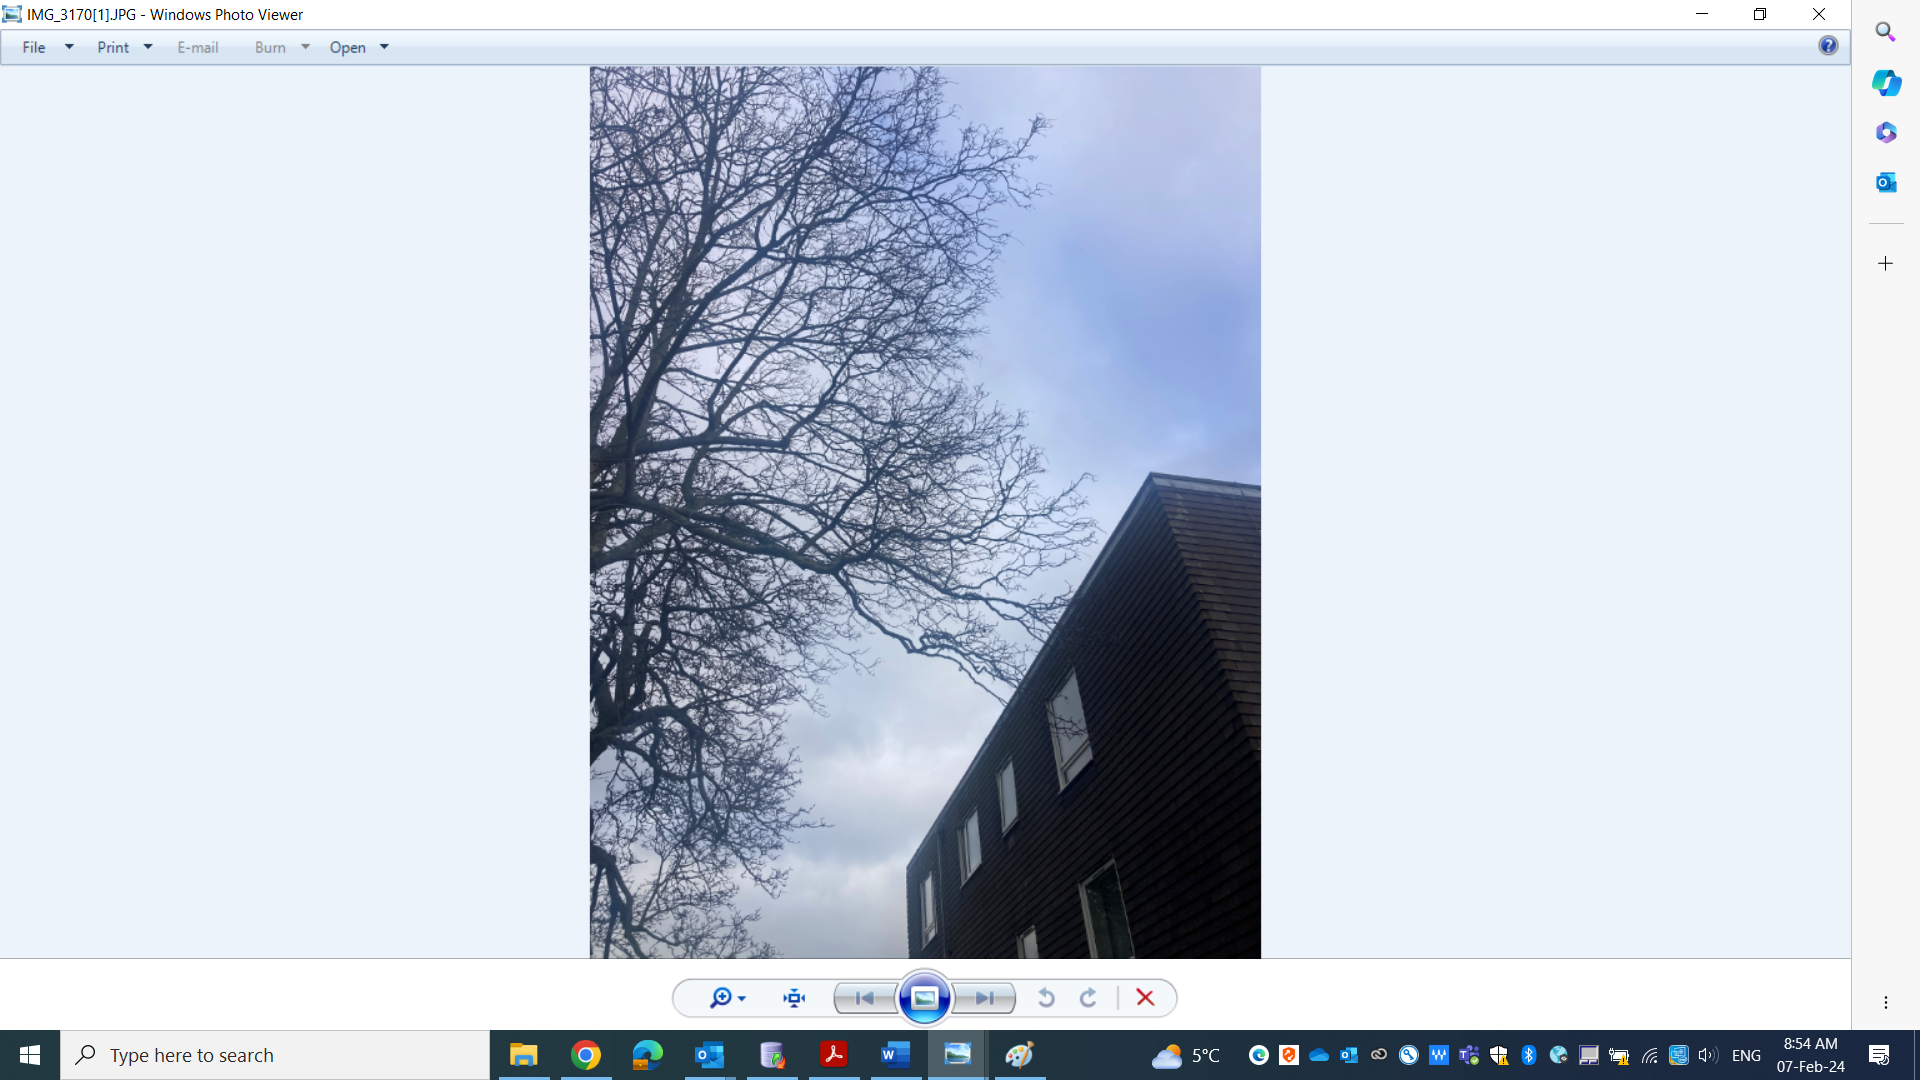 IMG_3170[1].JPG - Windows Photo Viewer
File Print E-mail Burn Open
Type here to search
5°C
ENG
8:54 AM
07-Feb-24